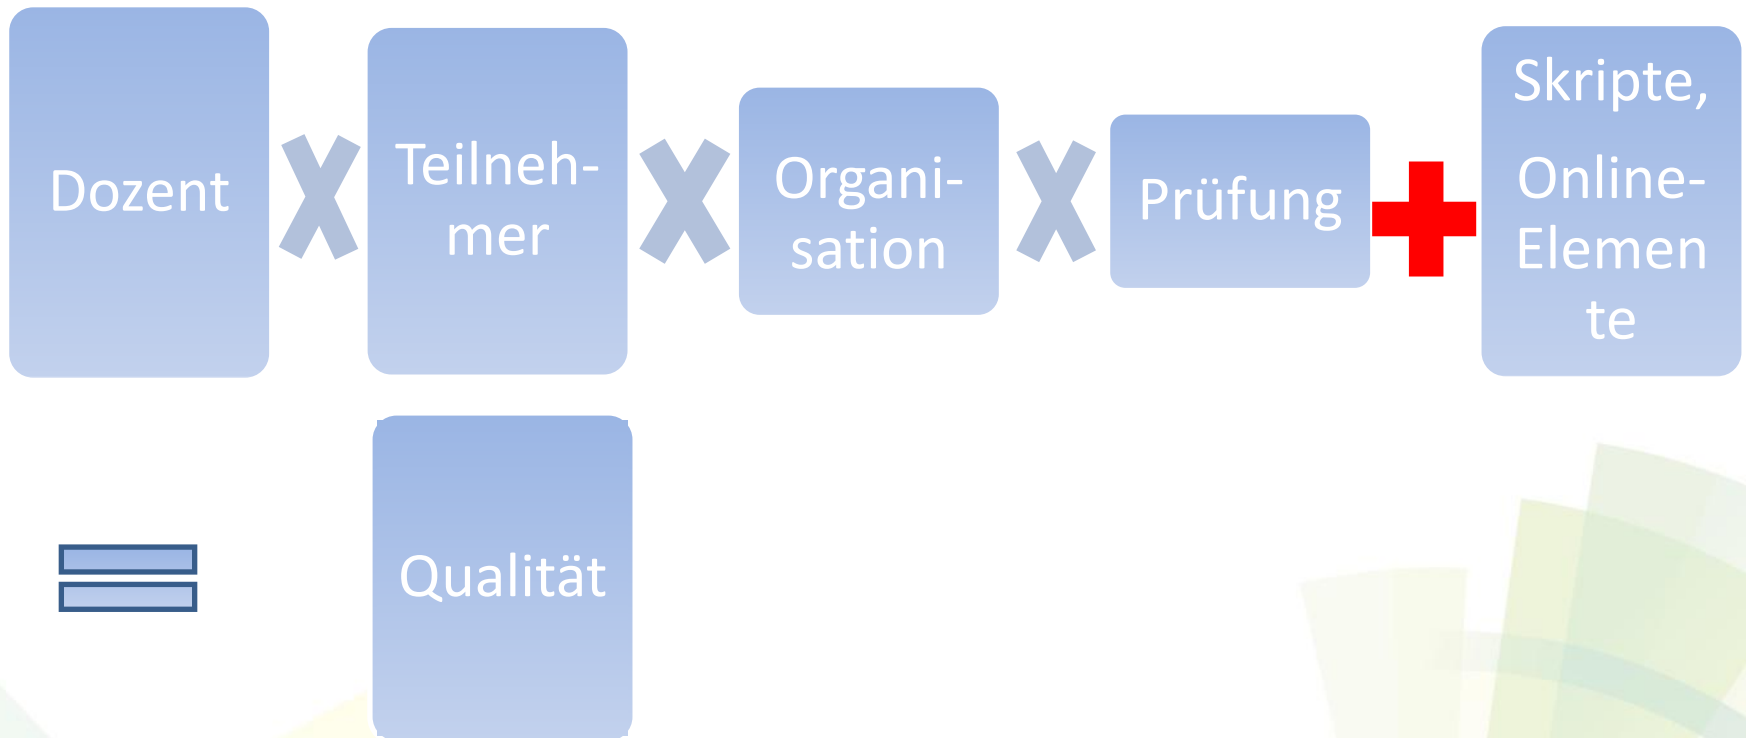 Dozent
Teilneh-
mer
Organi-
sation
Prüfung
Skripte,
Online-
Elemen
te
Qualität